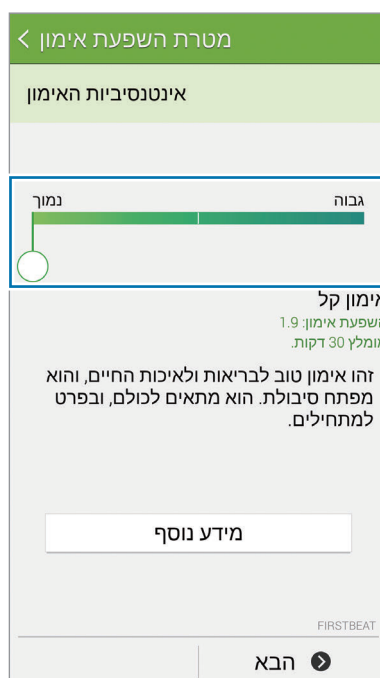 מטרת השפעת אימון
אינטנסיביות האימון
גבוה
נמוך
אימון קל
השפעת אימון: 1.9
מומלץ 30 דקות.
זהו אימון טוב לבריאות ולאיכות החיים, והוא
מפתח סיבולת. הוא מתאים לכולם, ובפרט
למתחילים.
מידע נוסף
FIRSTBEAT
הבא